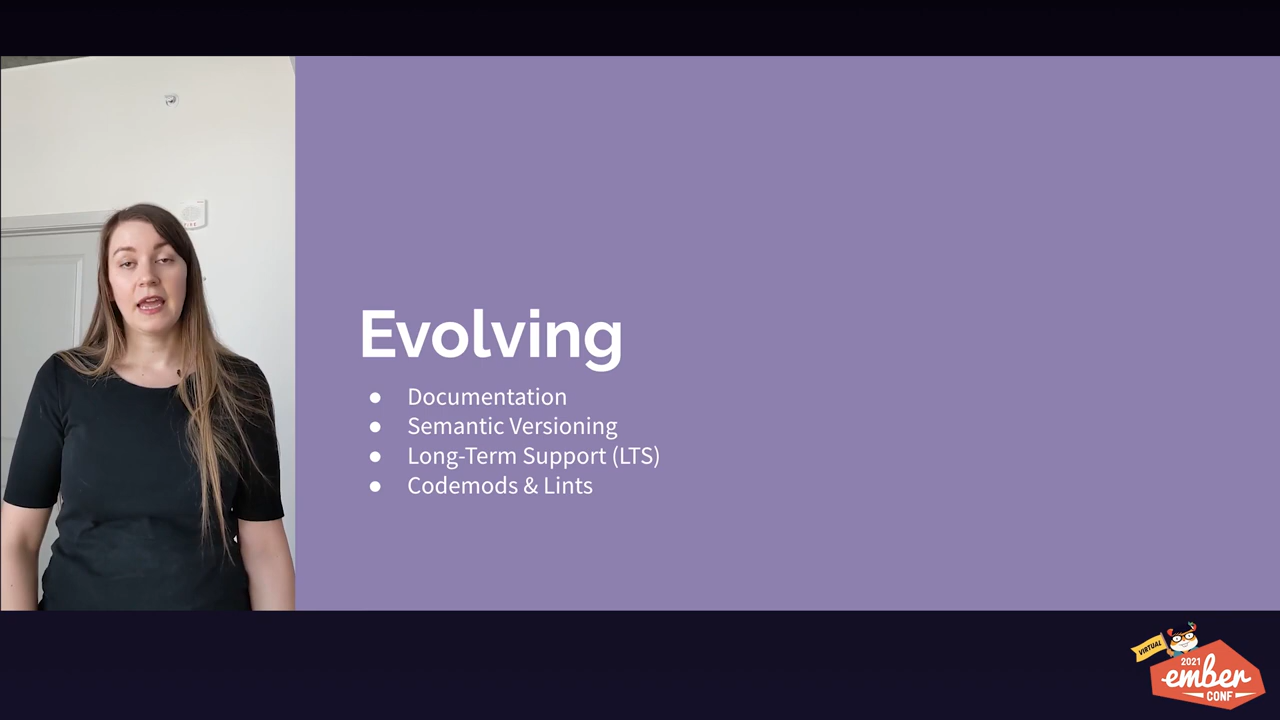 Evolving
● Documentation
● Semantic Versioning
● Long-Term Support (LTS)
● Codemods & Lints
VIRTUAL
2021
ember
CONF